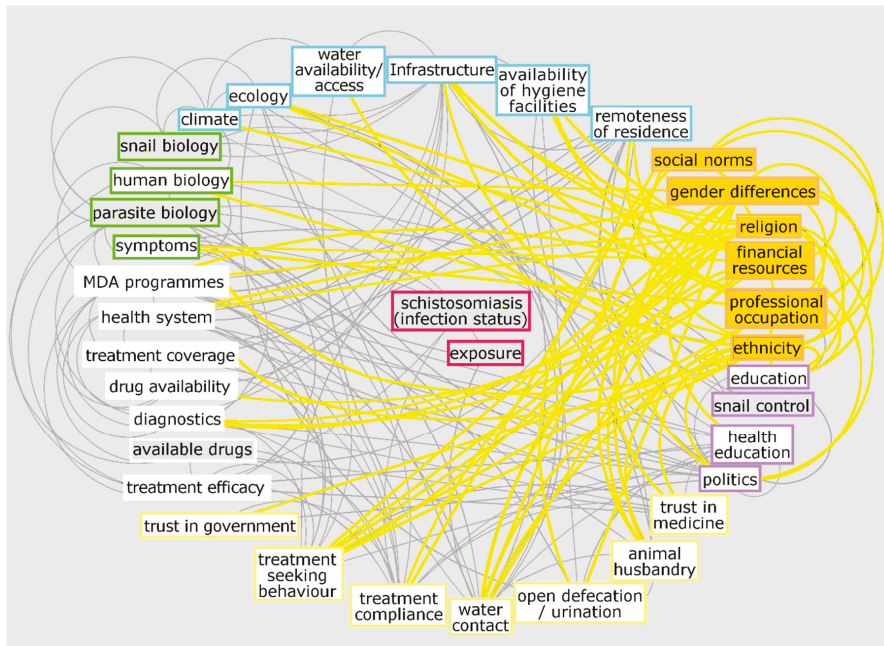 water
availability/
access
Infrastructure
availability
of hygiene
facilities
ecology
climate
remoteness
of residence
snail biology
social norms
human biology
gender differences
parasite biology
religion
symptoms
financial
resources
MDA programmes
schistosomiasis
(infection status)
professional
occupation
health system
exposure
ethnicity
treatment coverage
education
drug availability
snail control
diagnostics
health
education
available drugs
politics
treatment efficacy
trust in
medicine
trust in government
animal
husbandry
treatment
seeking
behaviour
treatment
compliance
water
contact
open defecation
/ urination